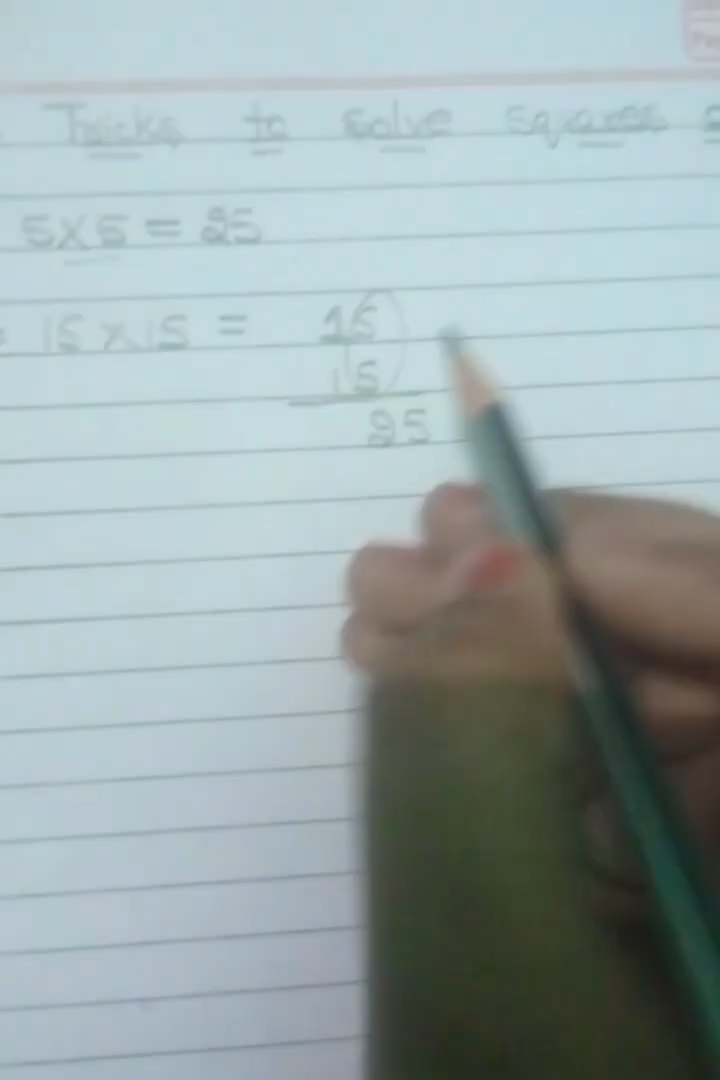 Tricks to solve squares
5×5 = 25
= 15×15 = 15
15
25